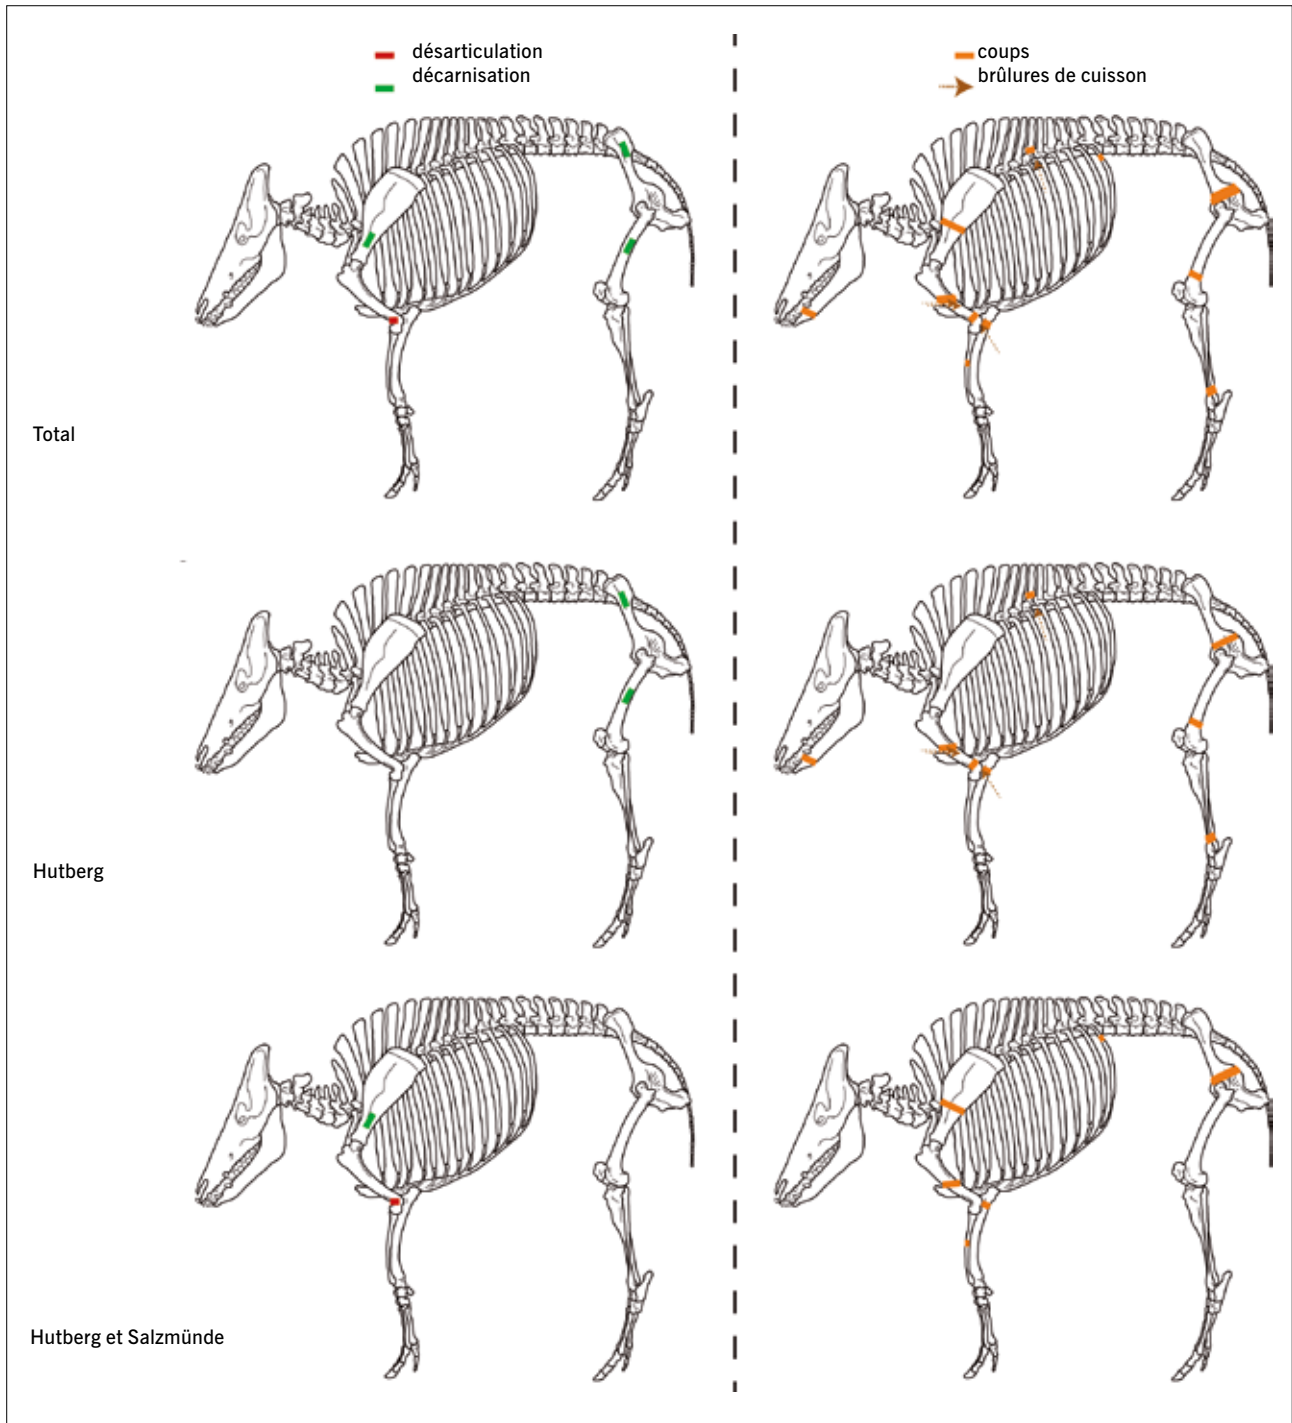 désarticulation
décarnisation
coups
brûlures de cuisson
Total
Hutberg
Hutberg et Salzmünde